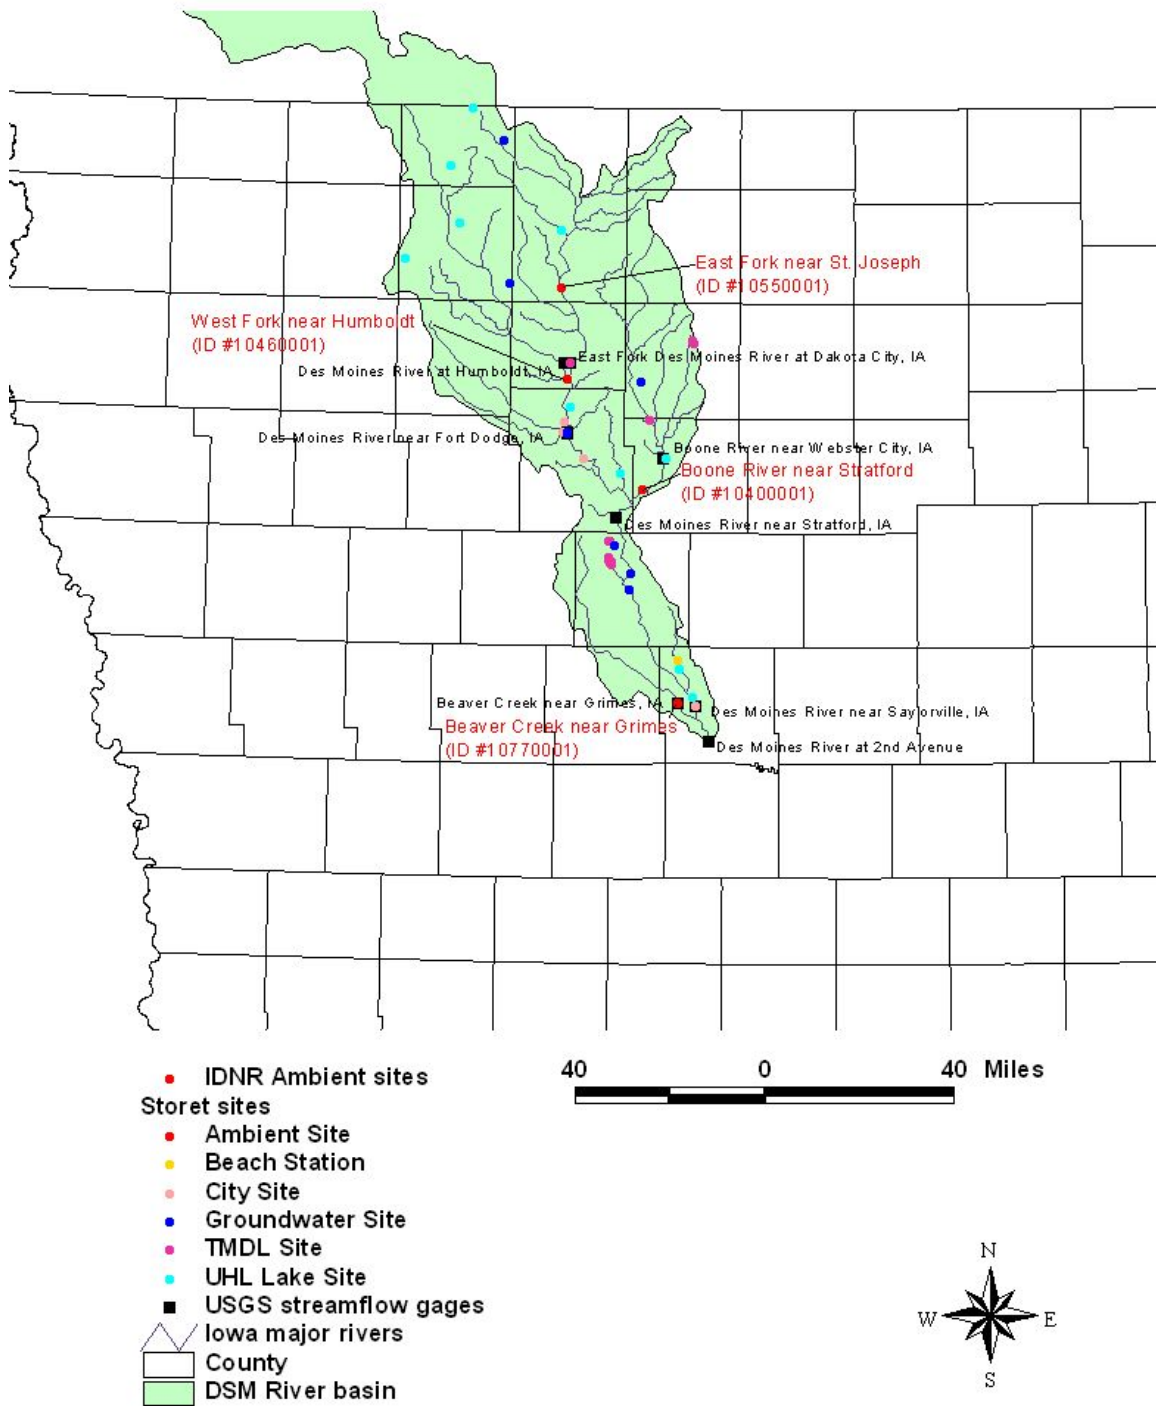 East Fork near St. Joseph
(ID #10550001)
West Fork near Humboldt
(ID #10460001)
East Fork Des Moines River at Dakota City, IA
Des Moines River at Humboldt, IA
Des Moines River near Fort Dodge, IA
Boone River near Webster City, IA
Boone River near Stratford
(ID #10400001)
Des Moines River near Stratford, IA
Beaver Creek near Grimes, IA
Des Moines River near Saylorville, IA
Beaver Creek near Grimes
(ID #10770001)
Des Moines River at 2nd Avenue
40 0 40 Miles
IDNR Ambient sites
Storet sites
Ambient Site
Beach Station
City Site
Groundwater Site
TMDL Site
UHL Lake Site
USGS streamflow gages
Iowa major rivers
County
DSM River basin
N
W E
S